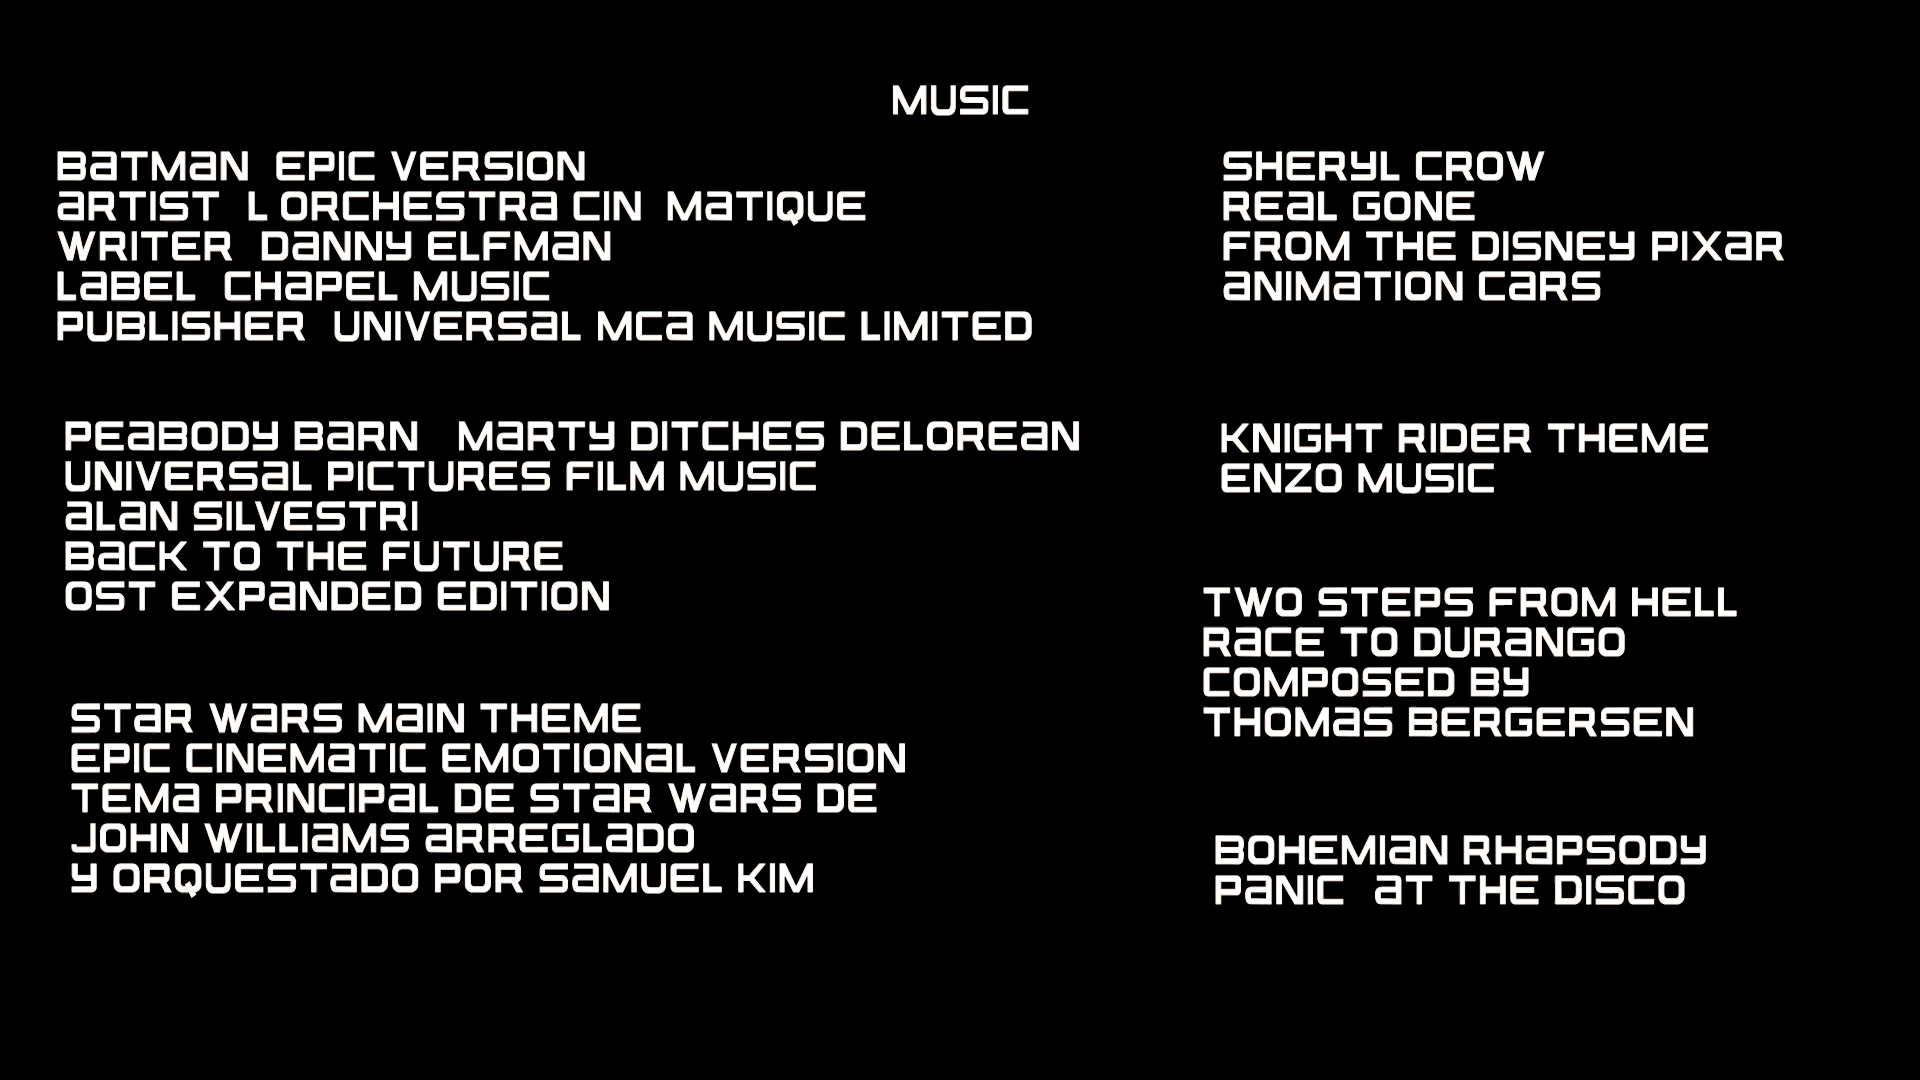 MUSIC
BATMAN EPIC VERSION
ARTIST L ORCHESTRA CIN MATIQUE
WRITER DANNY ELFMAN
LABEL CHAPEL MUSIC
PUBLISHER UNIVERSAL MCA MUSIC LIMITED
PEABODY BARN MARTY DITCHES DELOREAN
UNIVERSAL PICTURES FILM MUSIC
ALAN SILVESTRI
BACK TO THE FUTURE
OST EXPANDED EDITION
STAR WARS MAIN THEME
EPIC CINEMATIC EMOTIONAL VERSION
TEMA PRINCIPAL DE STAR WARS DE
JOHN WILLIAMS ARREGLADO
Y ORQUESTADO POR SAMUEL KIM
SHERYL CROW
REAL GONE
FROM THE DISNEY PIXAR
ANIMATION CARS
KNIGHT RIDER THEME
ENZO MUSIC
TWO STEPS FROM HELL
RACE TO DURANGO
COMPOSED BY
THOMAS BERGERSEN
BOHEMIAN RHAPSODY
PANIC AT THE DISCO